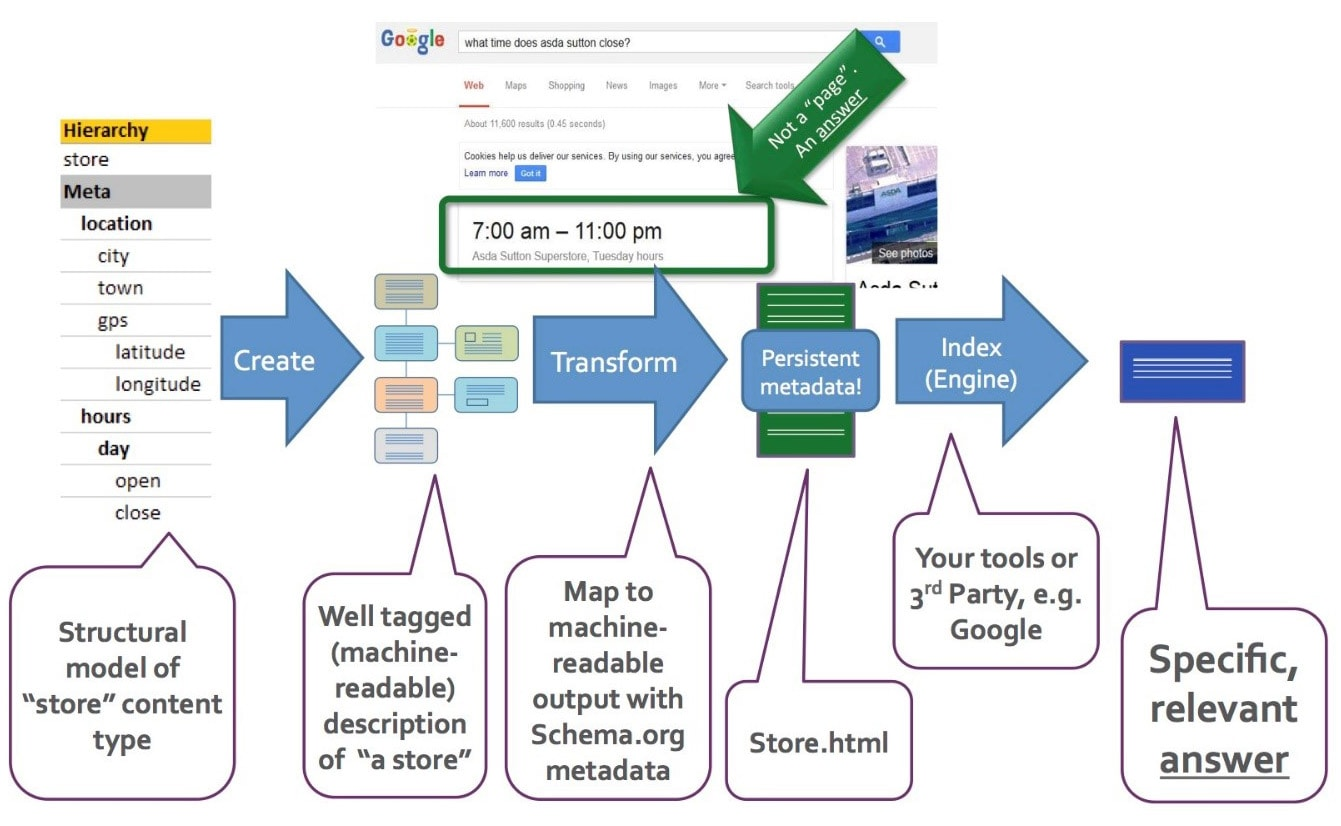 Google
what time does asda sutton close?
Web Maps Shopping News Images More Search tools
About 11,600 results (0.45 seconds)
Cookies help us deliver our services. By using our services, you agree
Learn more Got it
Not a “page”.
An answer
7:00 am – 11:00 pm
Asda Sutton Superstore, Tuesday hours
ASDA
See photos
Hierarchy
store
Meta
location
city
town
gps
latitude
longitude
hours
day
open
close
Create
Transform
Persistent
metadata!
Index
(Engine)
Structural
model of
“store” content
type
Well tagged
(machine-
readable)
description
of “a store”
Map to
machine-
readable
output with
Schema.org
metadata
Store.html
Your tools or
3rd Party, e.g.
Google
Specific,
relevant
answer